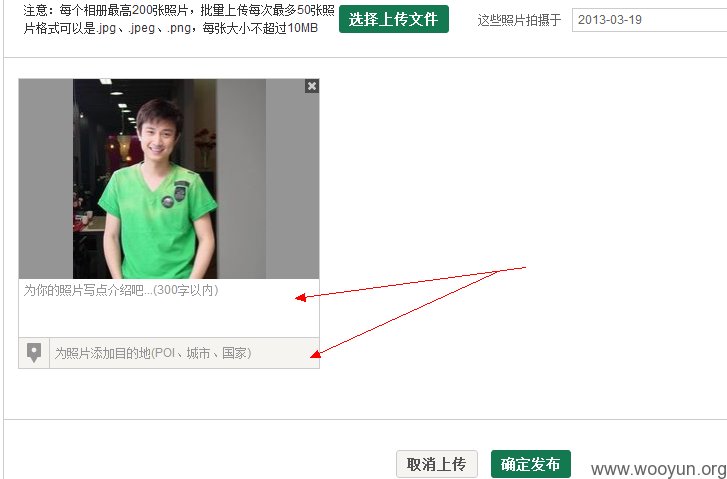 注意：每个相册最高200张照片，批量上传每次最多50张照
片格式可以是.jpg、.jpeg、.png，每张大小不超过10MB
选择上传文件
这些照片拍摄于
2013-03-19
为你的照片写点介绍吧...(300字以内)
为照片添加目的地(POI、城市、国家)
取消上传
确定发布
www.wooyun.org